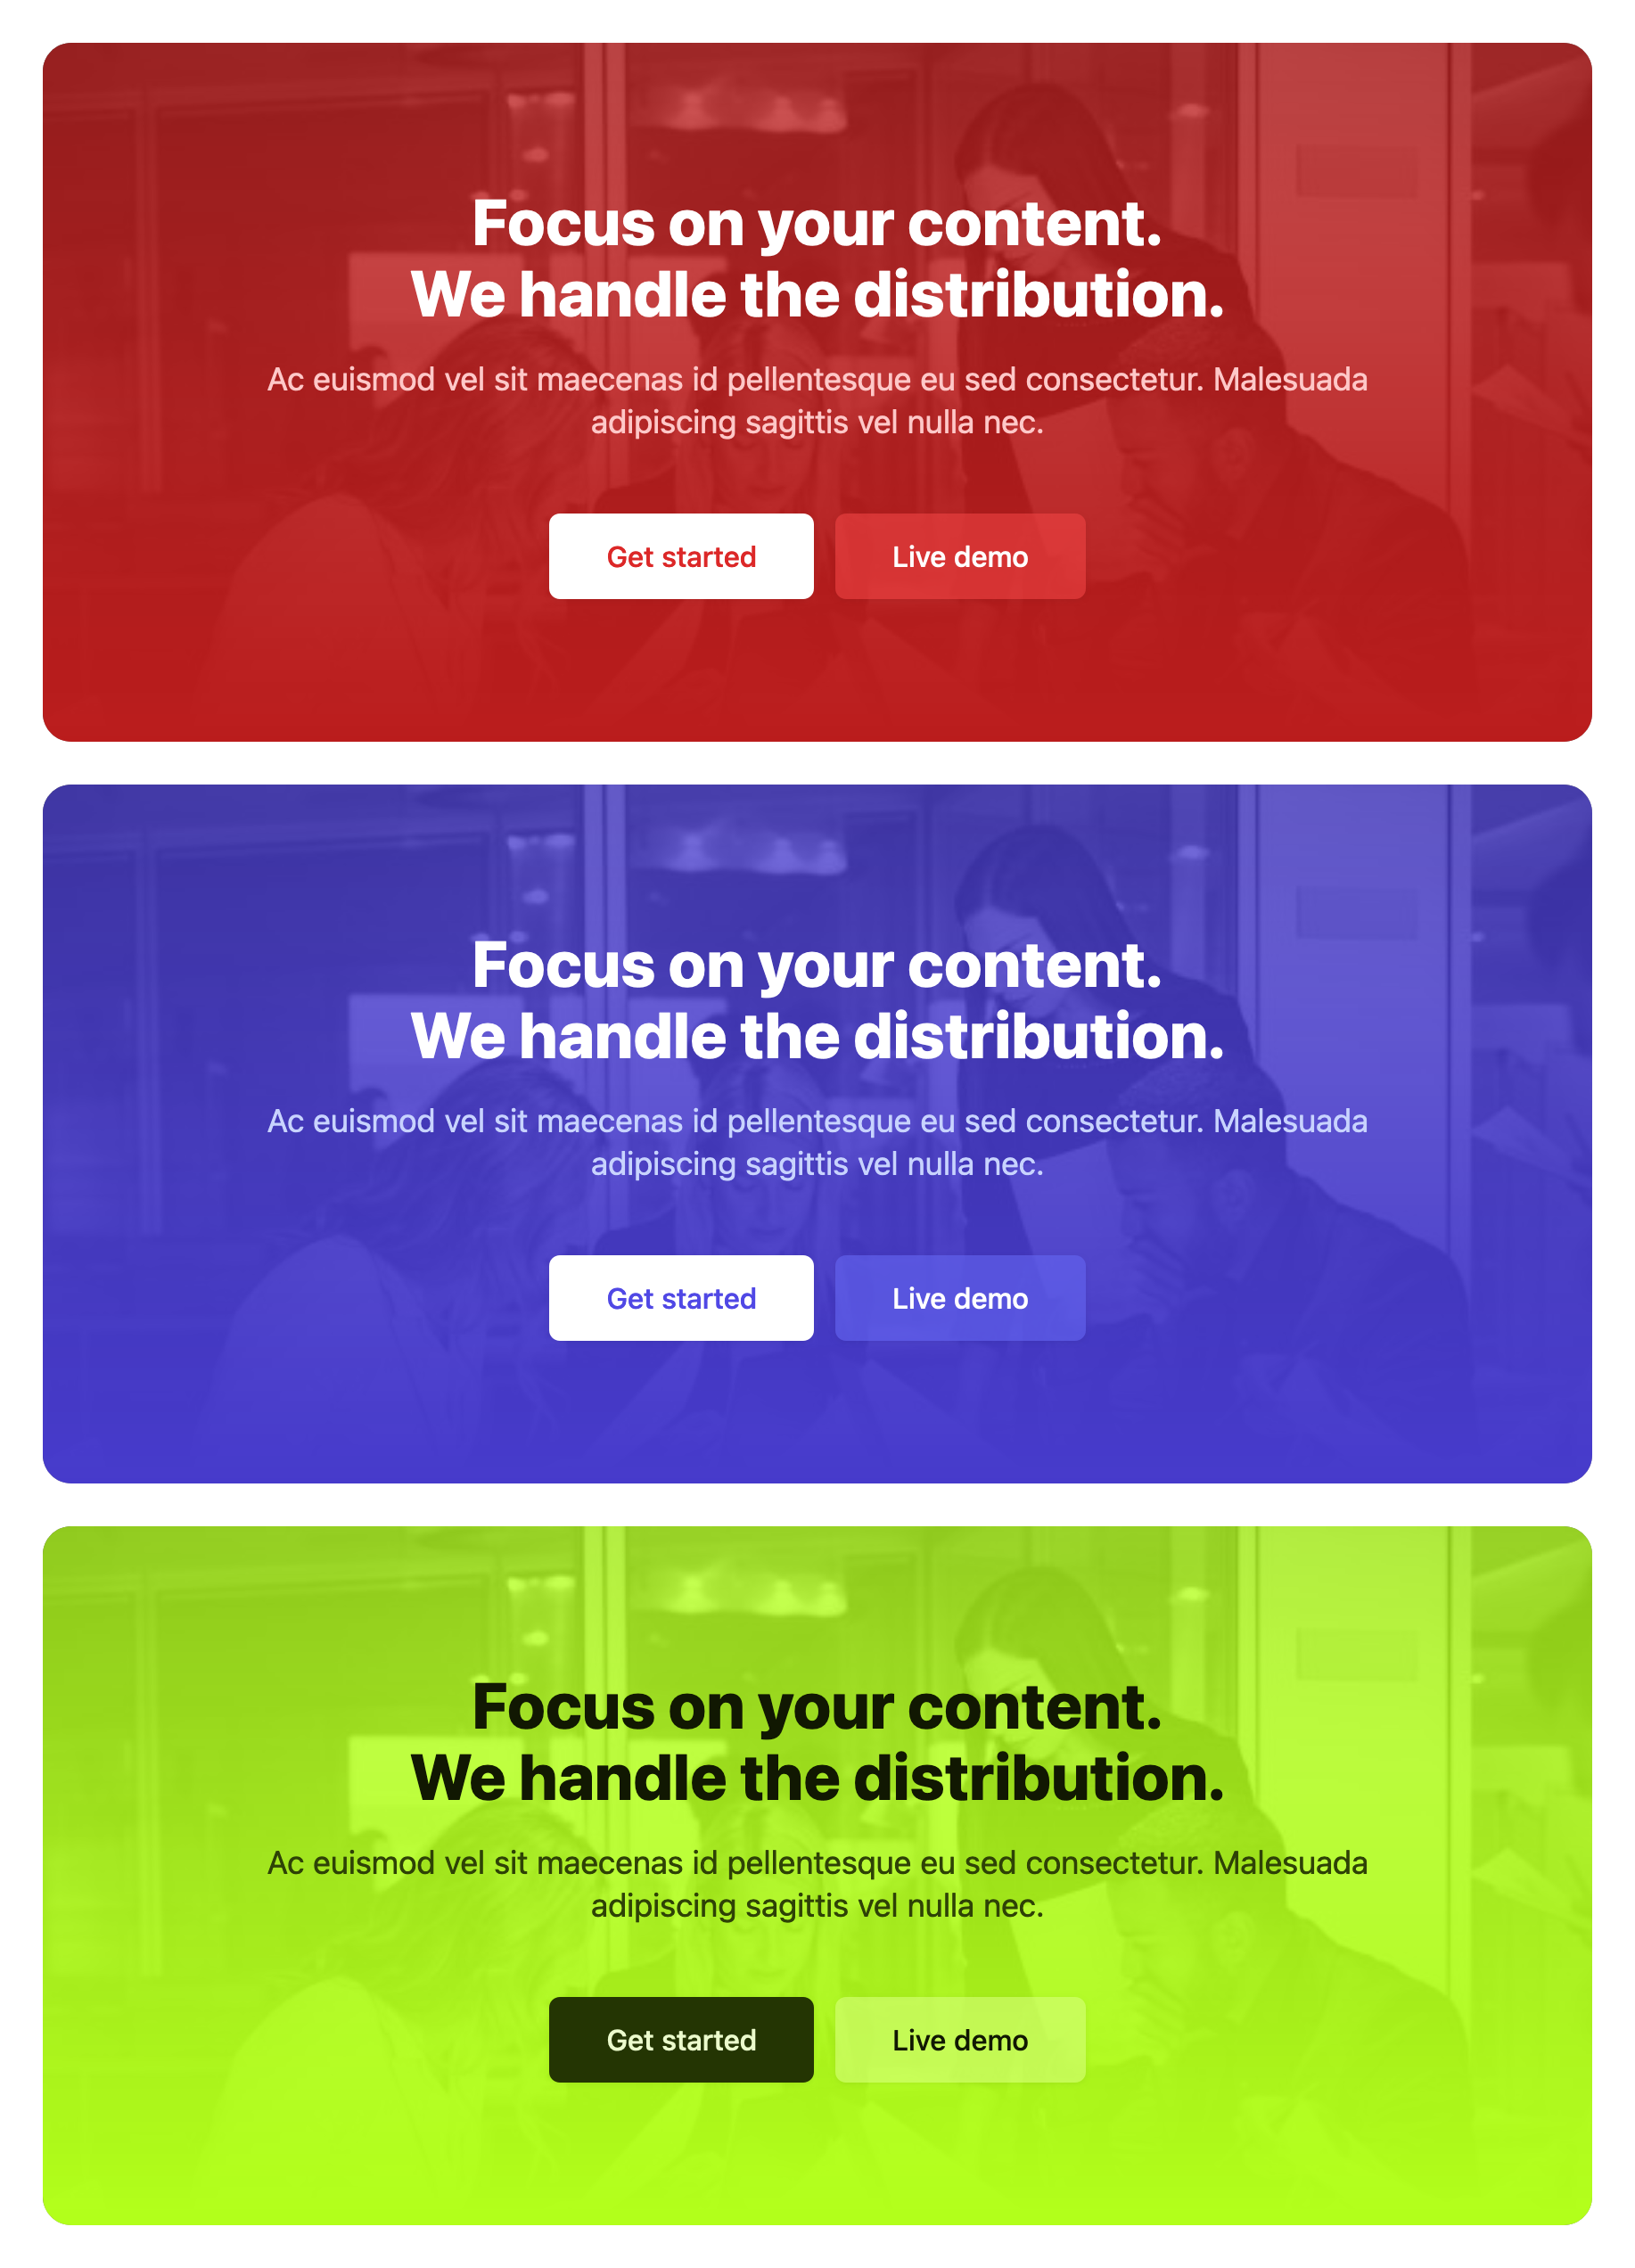 Focus on your content.
We handle the distribution.
Ac euismod vel sit maecenas id pellentesque eu sed consectetur. Malesuada
adipiscing sagittis vel nulla nec.
Get started
Live demo
Focus on your content.
We handle the distribution.
Ac euismod vel sit maecenas id pellentesque eu sed consectetur. Malesuada
adipiscing sagittis vel nulla nec.
Get started
Live demo
Focus on your content.
We handle the distribution.
Ac euismod vel sit maecenas id pellentesque eu sed consectetur. Malesuada
adipiscing sagittis vel nulla nec.
Get started
Live demo